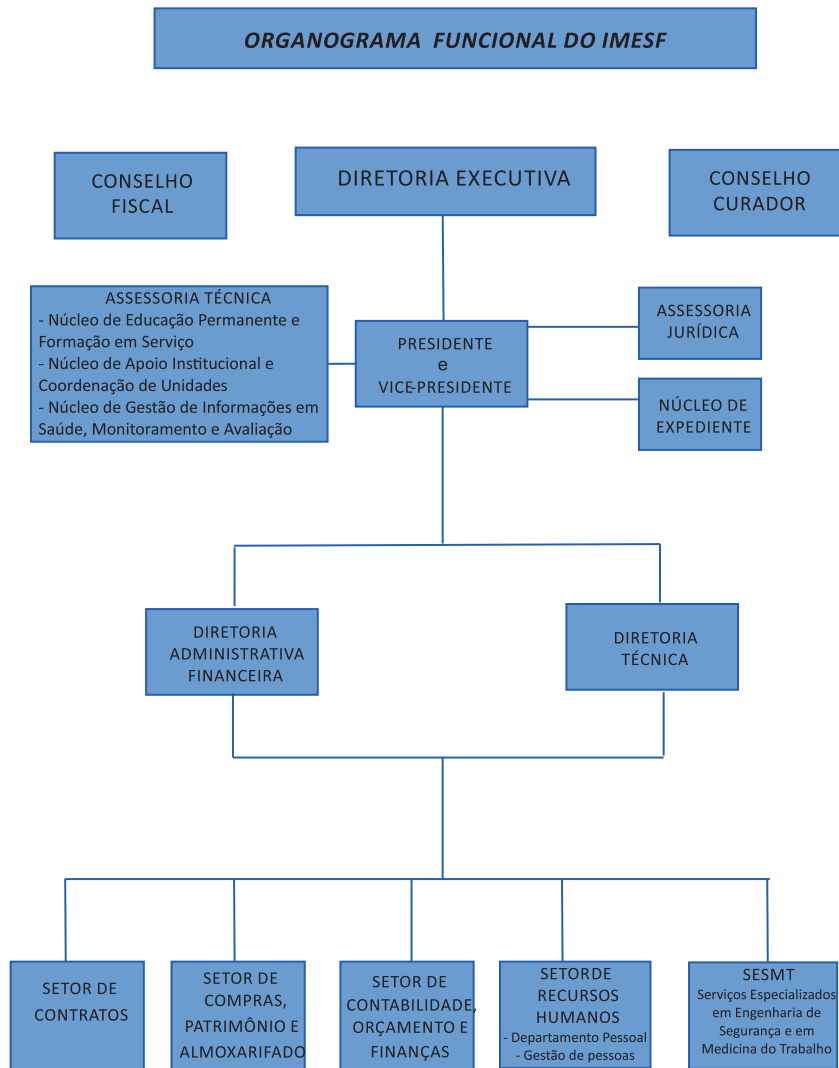 ORGANOGRAMA FUNCIONAL DO IMESF
CONSELHO
FISCAL
DIRETORIA EXECUTIVA
CONSELHO
CURADOR
ASSESSORIA TÉCNICA
- Núcleo de Educação Permanente e
Formação em Serviço
- Núcleo de Apoio Institucional e
Coordenação de Unidades
- Núcleo de Gestão de Informações em
Saúde, Monitoramento e Avaliação
PRESIDENTE
e
VICE-PRESIDENTE
ASSESSORIA
JURÍDICA
NÚCLEO DE
EXPEDIENTE
DIRETORIA
ADMINISTRATIVA
FINANCEIRA
DIRETORIA
TÉCNICA
SETOR DE
CONTRATOS
SETOR DE
COMPRAS,
PATRIMÔNIO E
ALMOXARIFADO
SETOR DE
CONTABILIDADE,
ORÇAMENTO E
FINANÇAS
SETORDE
RECURSOS
HUMANOS
- Departamento Pessoal
- Gestão de pessoas
SESMT
Serviços Especializados
em Engenharia de
Segurança e em
Medicina do Trabalho